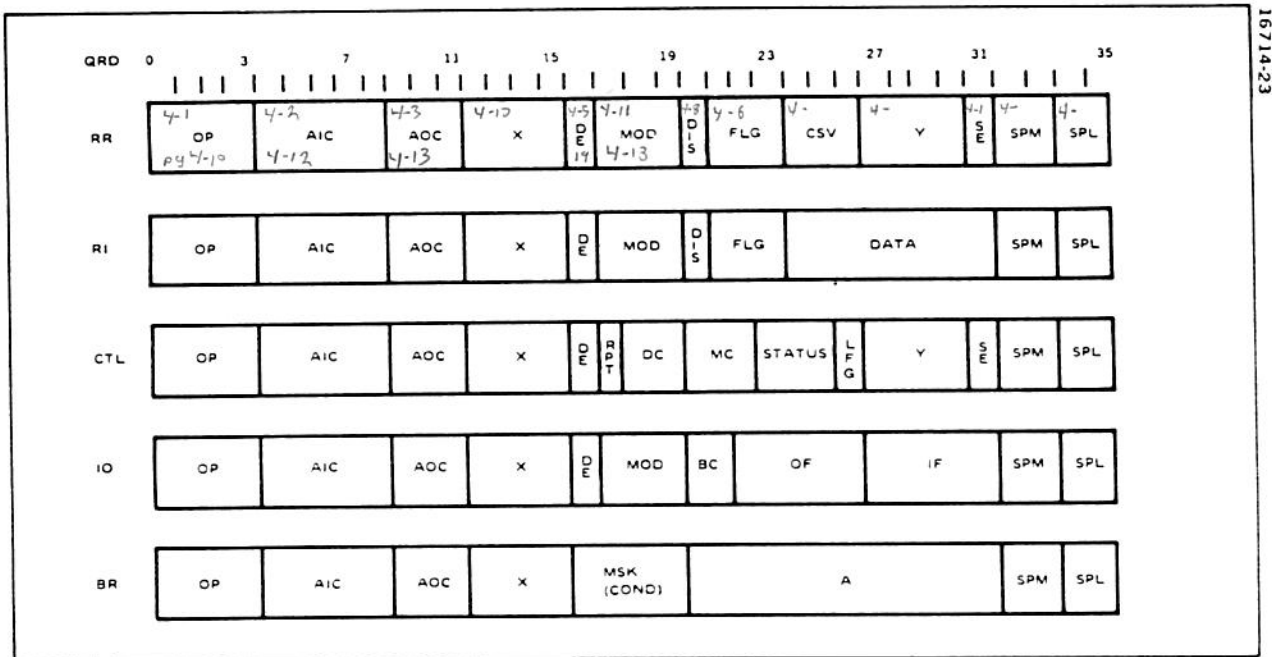 16714-23
QRD 0 3 7 11 15 19 23 27 31 35
4-1 4-2 4-3 4-10 4-5 4-11 4-8 4-6 4- 4- 4-1 4- 4-
RR OP AIC AOC X DE MOD DIS FLG CSV Y SE SPM SPL
pg 4-10 4-12 4-13 14 4-13
RI OP AIC AOC X DE MOD DIS FLG DATA SPM SPL
CTL OP AIC AOC X DE RPT DC MC STATUS LFG Y SE SPM SPL
IO OP AIC AOC X DE MOD BC OF IF SPM SPL
BR OP AIC AOC X MSK (COND) A SPM SPL